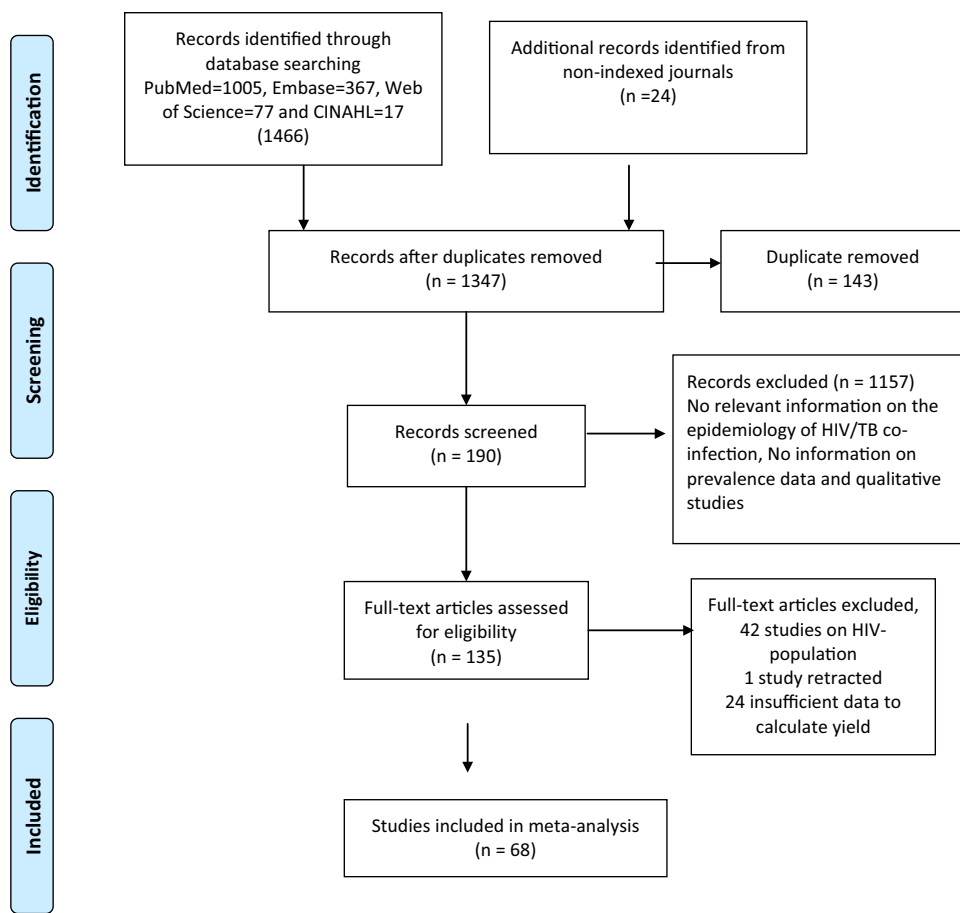 Identification
Records identified through
database searching
PubMed=1005, Embase=367, Web
of Science=77 and CINAHL=17
(1466)
Additional records identified from
non-indexed journals
(n =24)
Records after duplicates removed
(n = 1347)
Duplicate removed
(n = 143)
Screening
Records screened
(n = 190)
Records excluded (n = 1157)
No relevant information on the
epidemiology of HIV/TB co-
infection, No information on
prevalence data and qualitative
studies
Eligibility
Full-text articles assessed
for eligibility
(n = 135)
Full-text articles excluded,
42 studies on HIV-
population
1 study retracted
24 insufficient data to
calculate yield
Included
Studies included in meta-analysis
(n = 68)